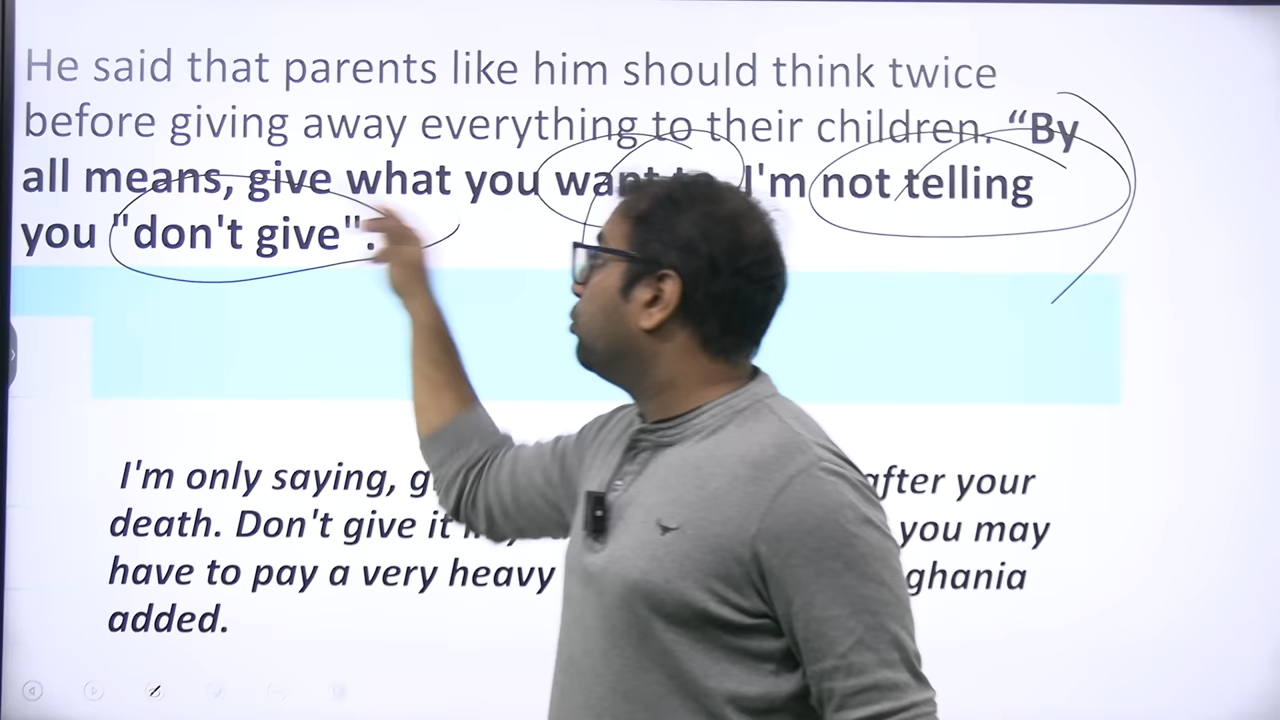 He said that parents like him should think twice
before giving away everything to their children. “By
all means, give what you want I'm not telling
you "don't give".
I'm only saying, after your
death. Don't give it you may
have to pay a very heavy ghania
added.